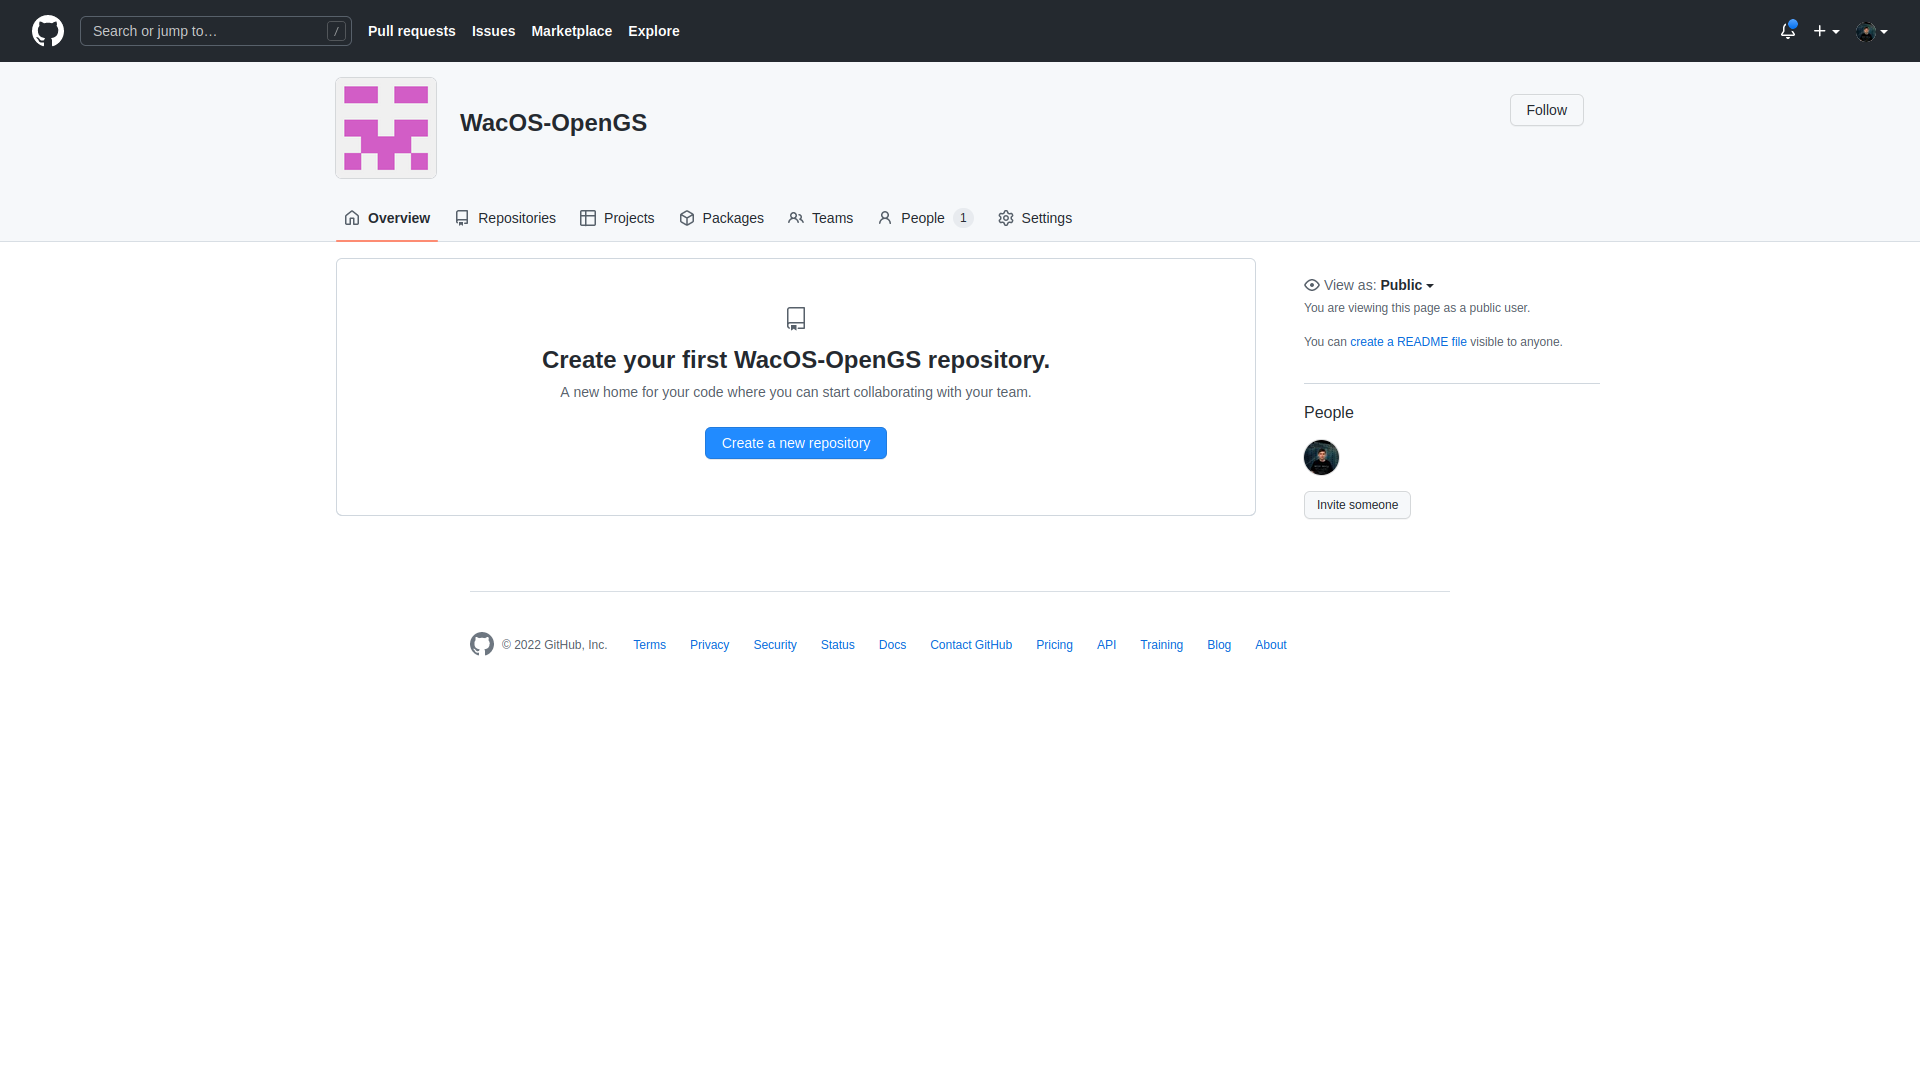 Search or jump to… /
Pull requests Issues Marketplace Explore
WacOS-OpenGS
Follow
Overview Repositories Projects Packages Teams People 1 Settings
Create your first WacOS-OpenGS repository.
A new home for your code where you can start collaborating with your team.
Create a new repository
View as: Public
You are viewing this page as a public user.
You can create a README file visible to anyone.
People
Invite someone
© 2022 GitHub, Inc. Terms Privacy Security Status Docs Contact GitHub Pricing API Training Blog About